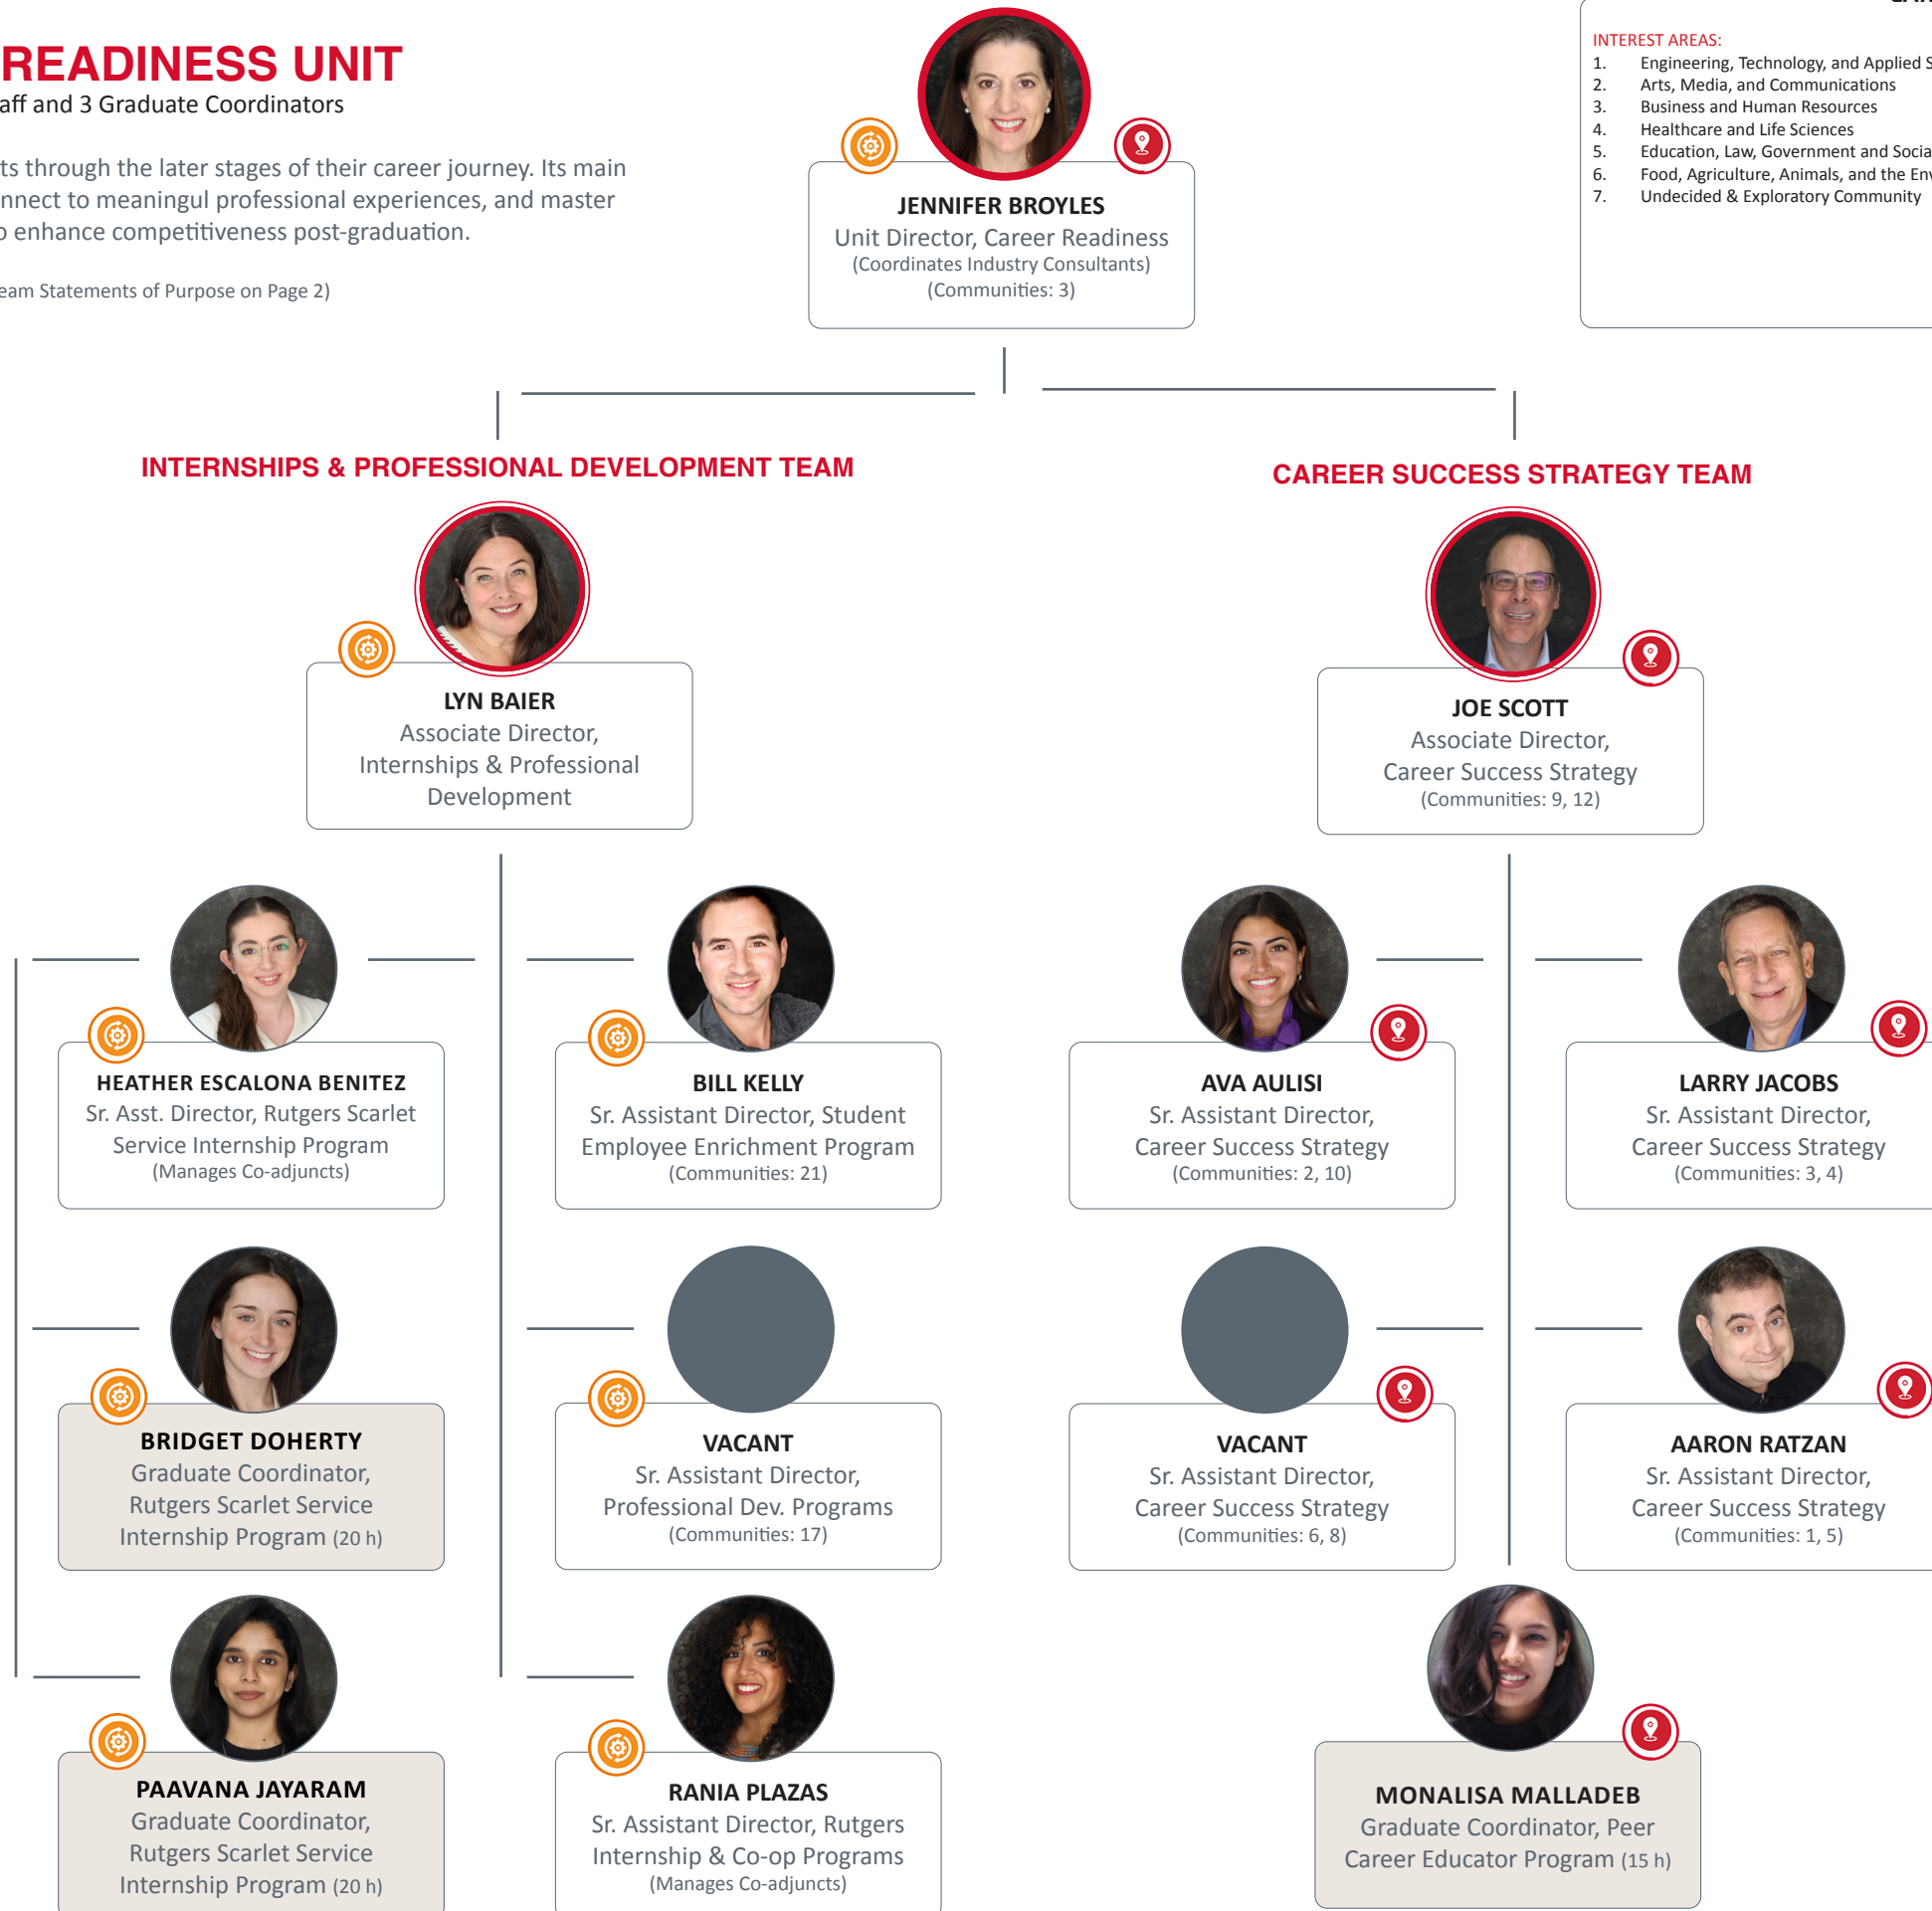 READINESS UNIT
aff and 3 Graduate Coordinators
ts through the later stages of their career journey. Its main
nnect to meaningul professional experiences, and master
o enhance competitiveness post-graduation.
eam Statements of Purpose on Page 2)
JENNIFER BROYLES
Unit Director, Career Readiness
(Coordinates Industry Consultants)
(Communities: 3)
INTEREST AREAS:
1. Engineering, Technology, and Applied S
2. Arts, Media, and Communications
3. Business and Human Resources
4. Healthcare and Life Sciences
5. Education, Law, Government and Socia
6. Food, Agriculture, Animals, and the Env
7. Undecided & Exploratory Community
INTERNSHIPS & PROFESSIONAL DEVELOPMENT TEAM
LYN BAIER
Associate Director,
Internships & Professional
Development
CAREER SUCCESS STRATEGY TEAM
JOE SCOTT
Associate Director,
Career Success Strategy
(Communities: 9, 12)
HEATHER ESCALONA BENITEZ
Sr. Asst. Director, Rutgers Scarlet
Service Internship Program
(Manages Co-adjuncts)
BILL KELLY
Sr. Assistant Director, Student
Employee Enrichment Program
(Communities: 21)
AVA AULISI
Sr. Assistant Director,
Career Success Strategy
(Communities: 2, 10)
LARRY JACOBS
Sr. Assistant Director,
Career Success Strategy
(Communities: 3, 4)
BRIDGET DOHERTY
Graduate Coordinator,
Rutgers Scarlet Service
Internship Program (20 h)
VACANT
Sr. Assistant Director,
Professional Dev. Programs
(Communities: 17)
VACANT
Sr. Assistant Director,
Career Success Strategy
(Communities: 6, 8)
AARON RATZAN
Sr. Assistant Director,
Career Success Strategy
(Communities: 1, 5)
PAAVANA JAYARAM
Graduate Coordinator,
Rutgers Scarlet Service
Internship Program (20 h)
RANIA PLAZAS
Sr. Assistant Director, Rutgers
Internship & Co-op Programs
(Manages Co-adjuncts)
MONALISA MALLADEB
Graduate Coordinator, Peer
Career Educator Program (15 h)